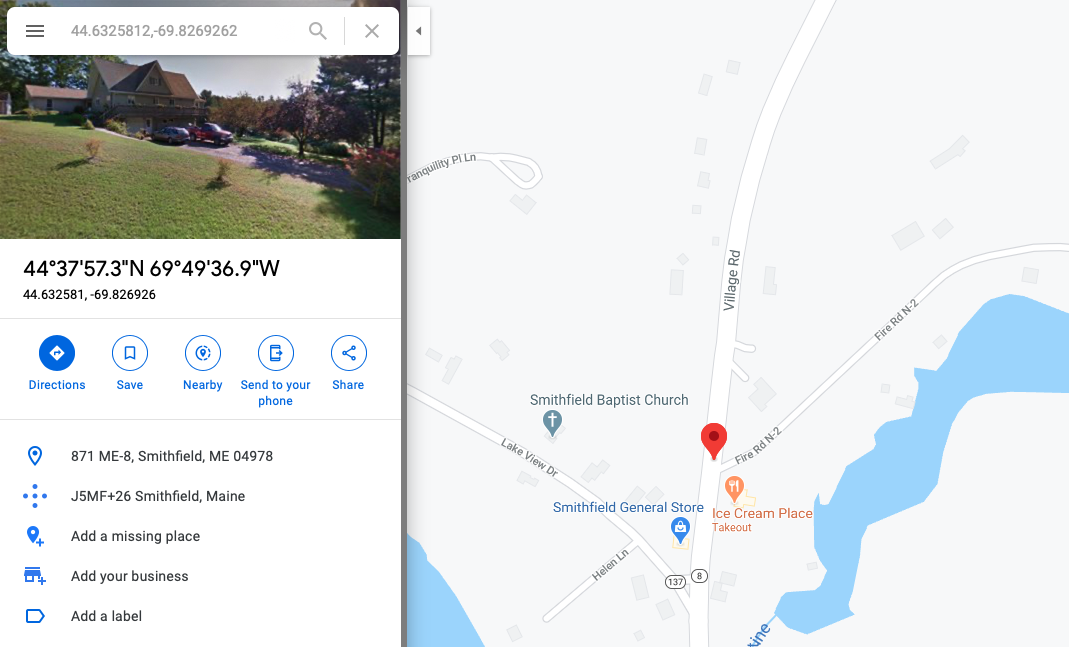 44.6325812,-69.8269262
44°37'57.3"N 69°49'36.9"W
44.632581, -69.826926
Directions
Save
Nearby
Send to your
phone
Share
871 ME-8, Smithfield, ME 04978
J5MF+26 Smithfield, Maine
Add a missing place
Add your business
Add a label
ranquility Pl Ln
Village Rd
Fire Rd N-2
Smithfield Baptist Church
Lake View Dr
Fire Rd N-2
Smithfield General Store
Ice Cream Place
Takeout
Helen Ln
137
8
tine